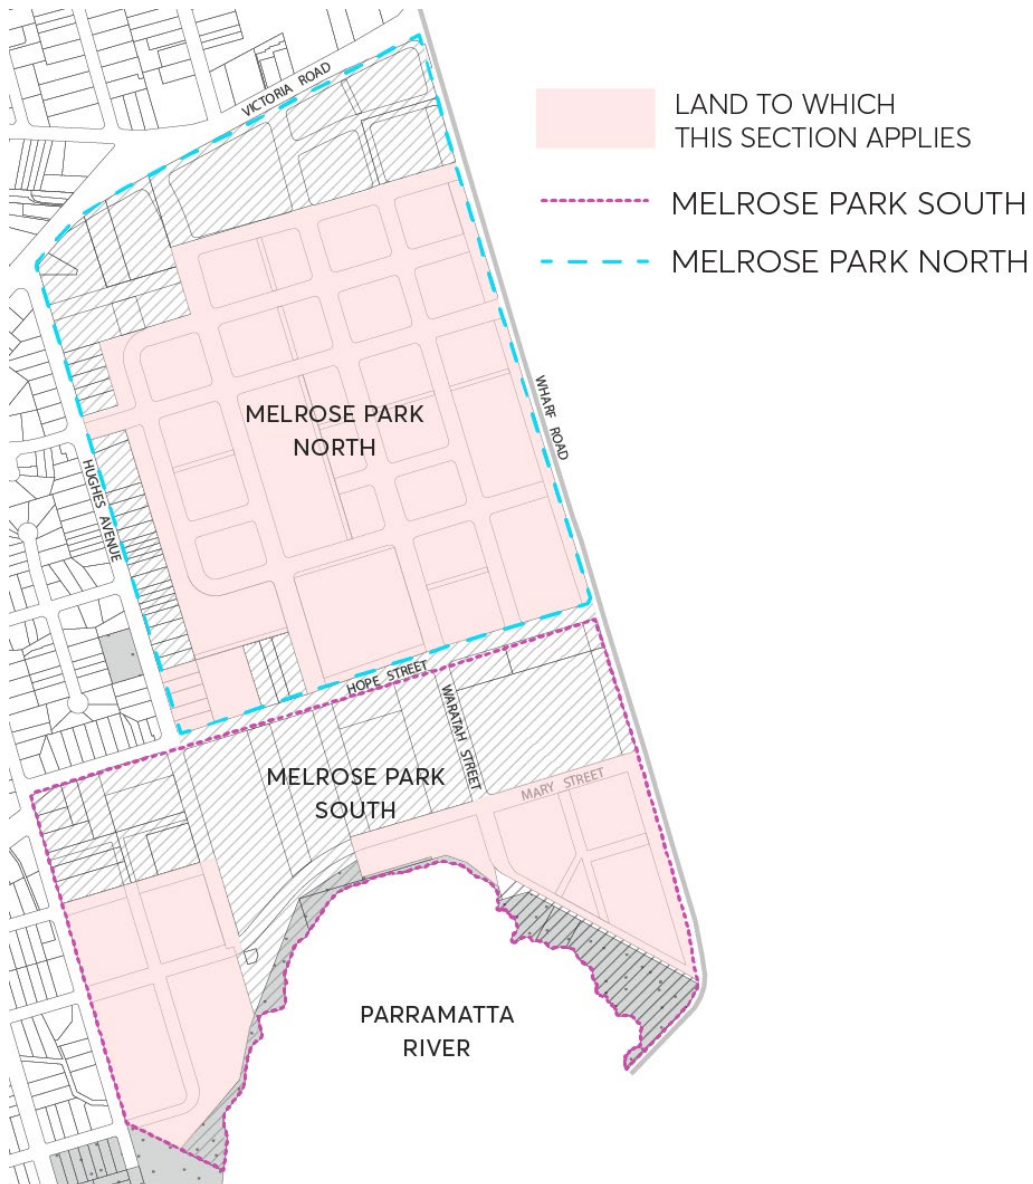 VICTORIA ROAD
LAND TO WHICH
THIS SECTION APPLIES
MELROSE PARK SOUTH
MELROSE PARK NORTH
WHARF ROAD
MELROSE PARK
NORTH
HUGHES AVENUE
HOPE STREET
WARATAH STREET
MELROSE PARK
SOUTH
MARY STREET
PARRAMATTA
RIVER